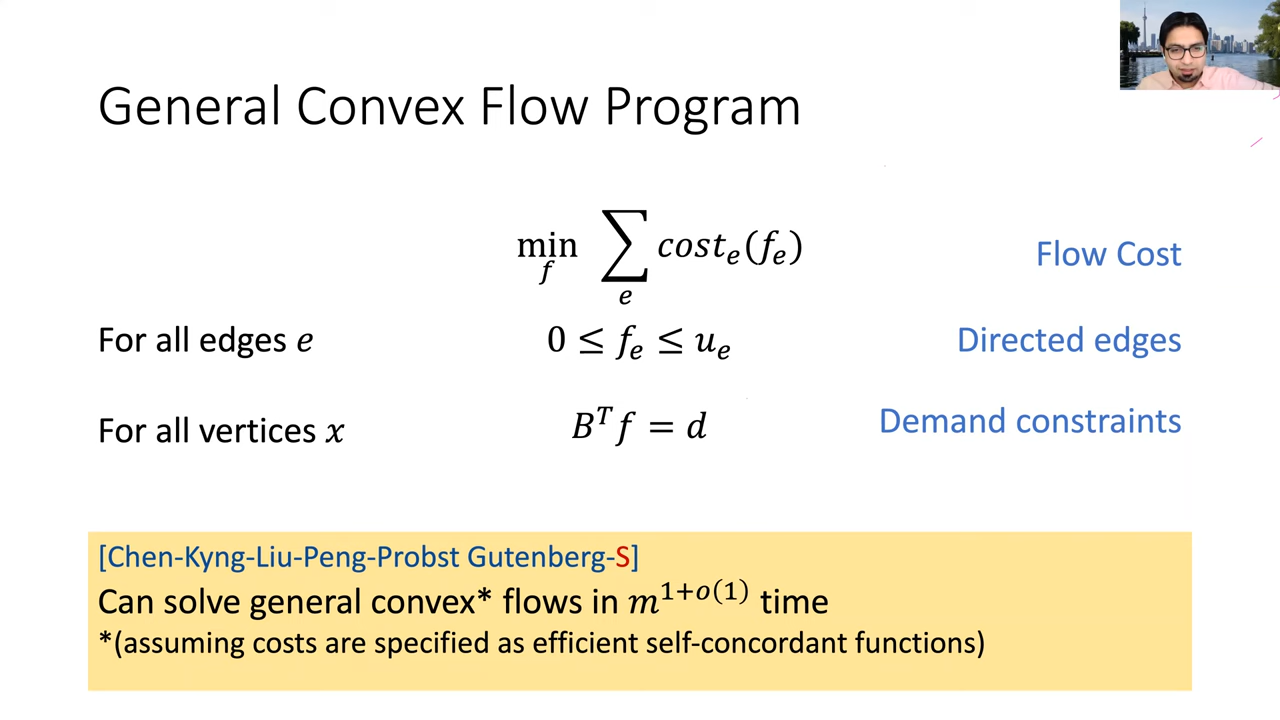 General Convex Flow Program
min_f ∑_e cost_e(f_e) Flow Cost
For all edges e 0 ≤ f_e ≤ u_e Directed edges
For all vertices x B^T f = d Demand constraints
[Chen-Kyng-Liu-Peng-Probst Gutenberg-S]
Can solve general convex* flows in m^{1+o(1)} time
*(assuming costs are specified as efficient self-concordant functions)